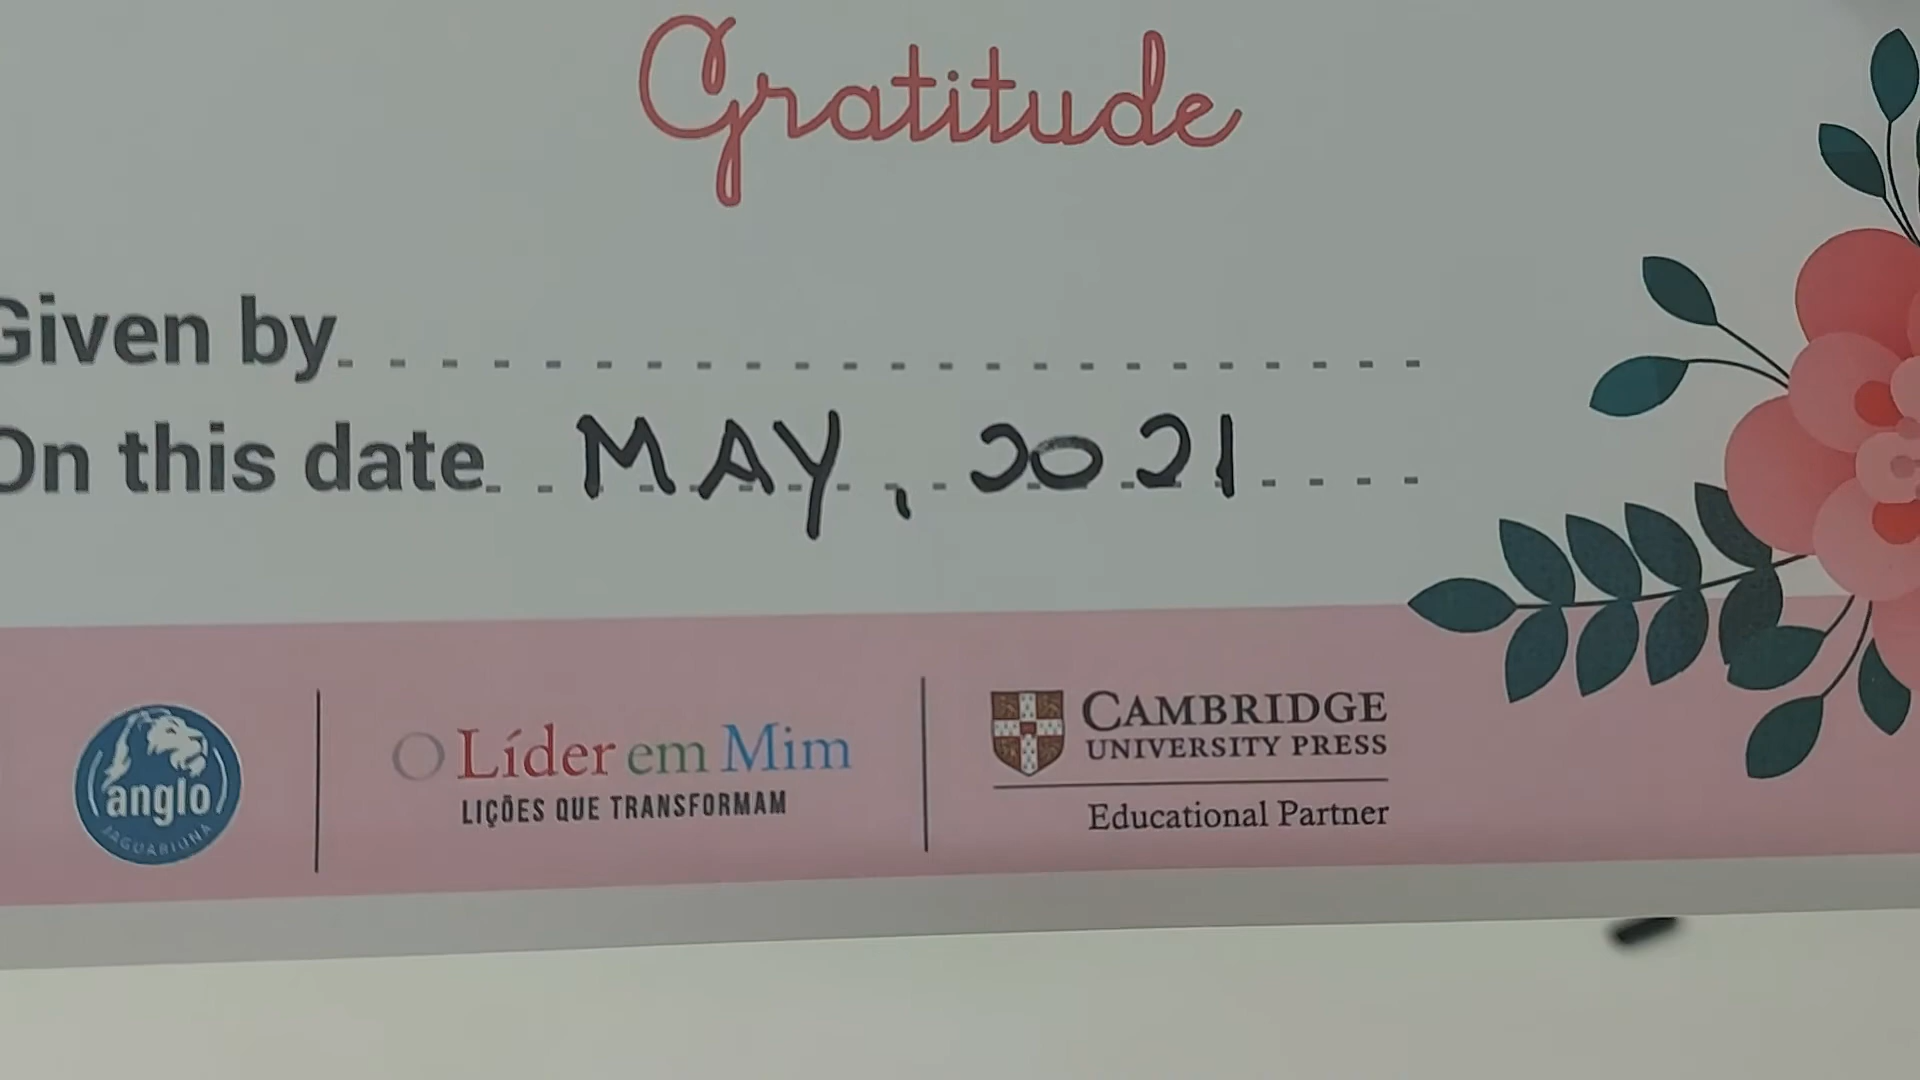 Gratitude
Given by
On this date MAY, 2021
anglo
JAGUARIÚNA
O Líder em Mim
LIÇÕES QUE TRANSFORMAM
CAMBRIDGE
UNIVERSITY PRESS
Educational Partner